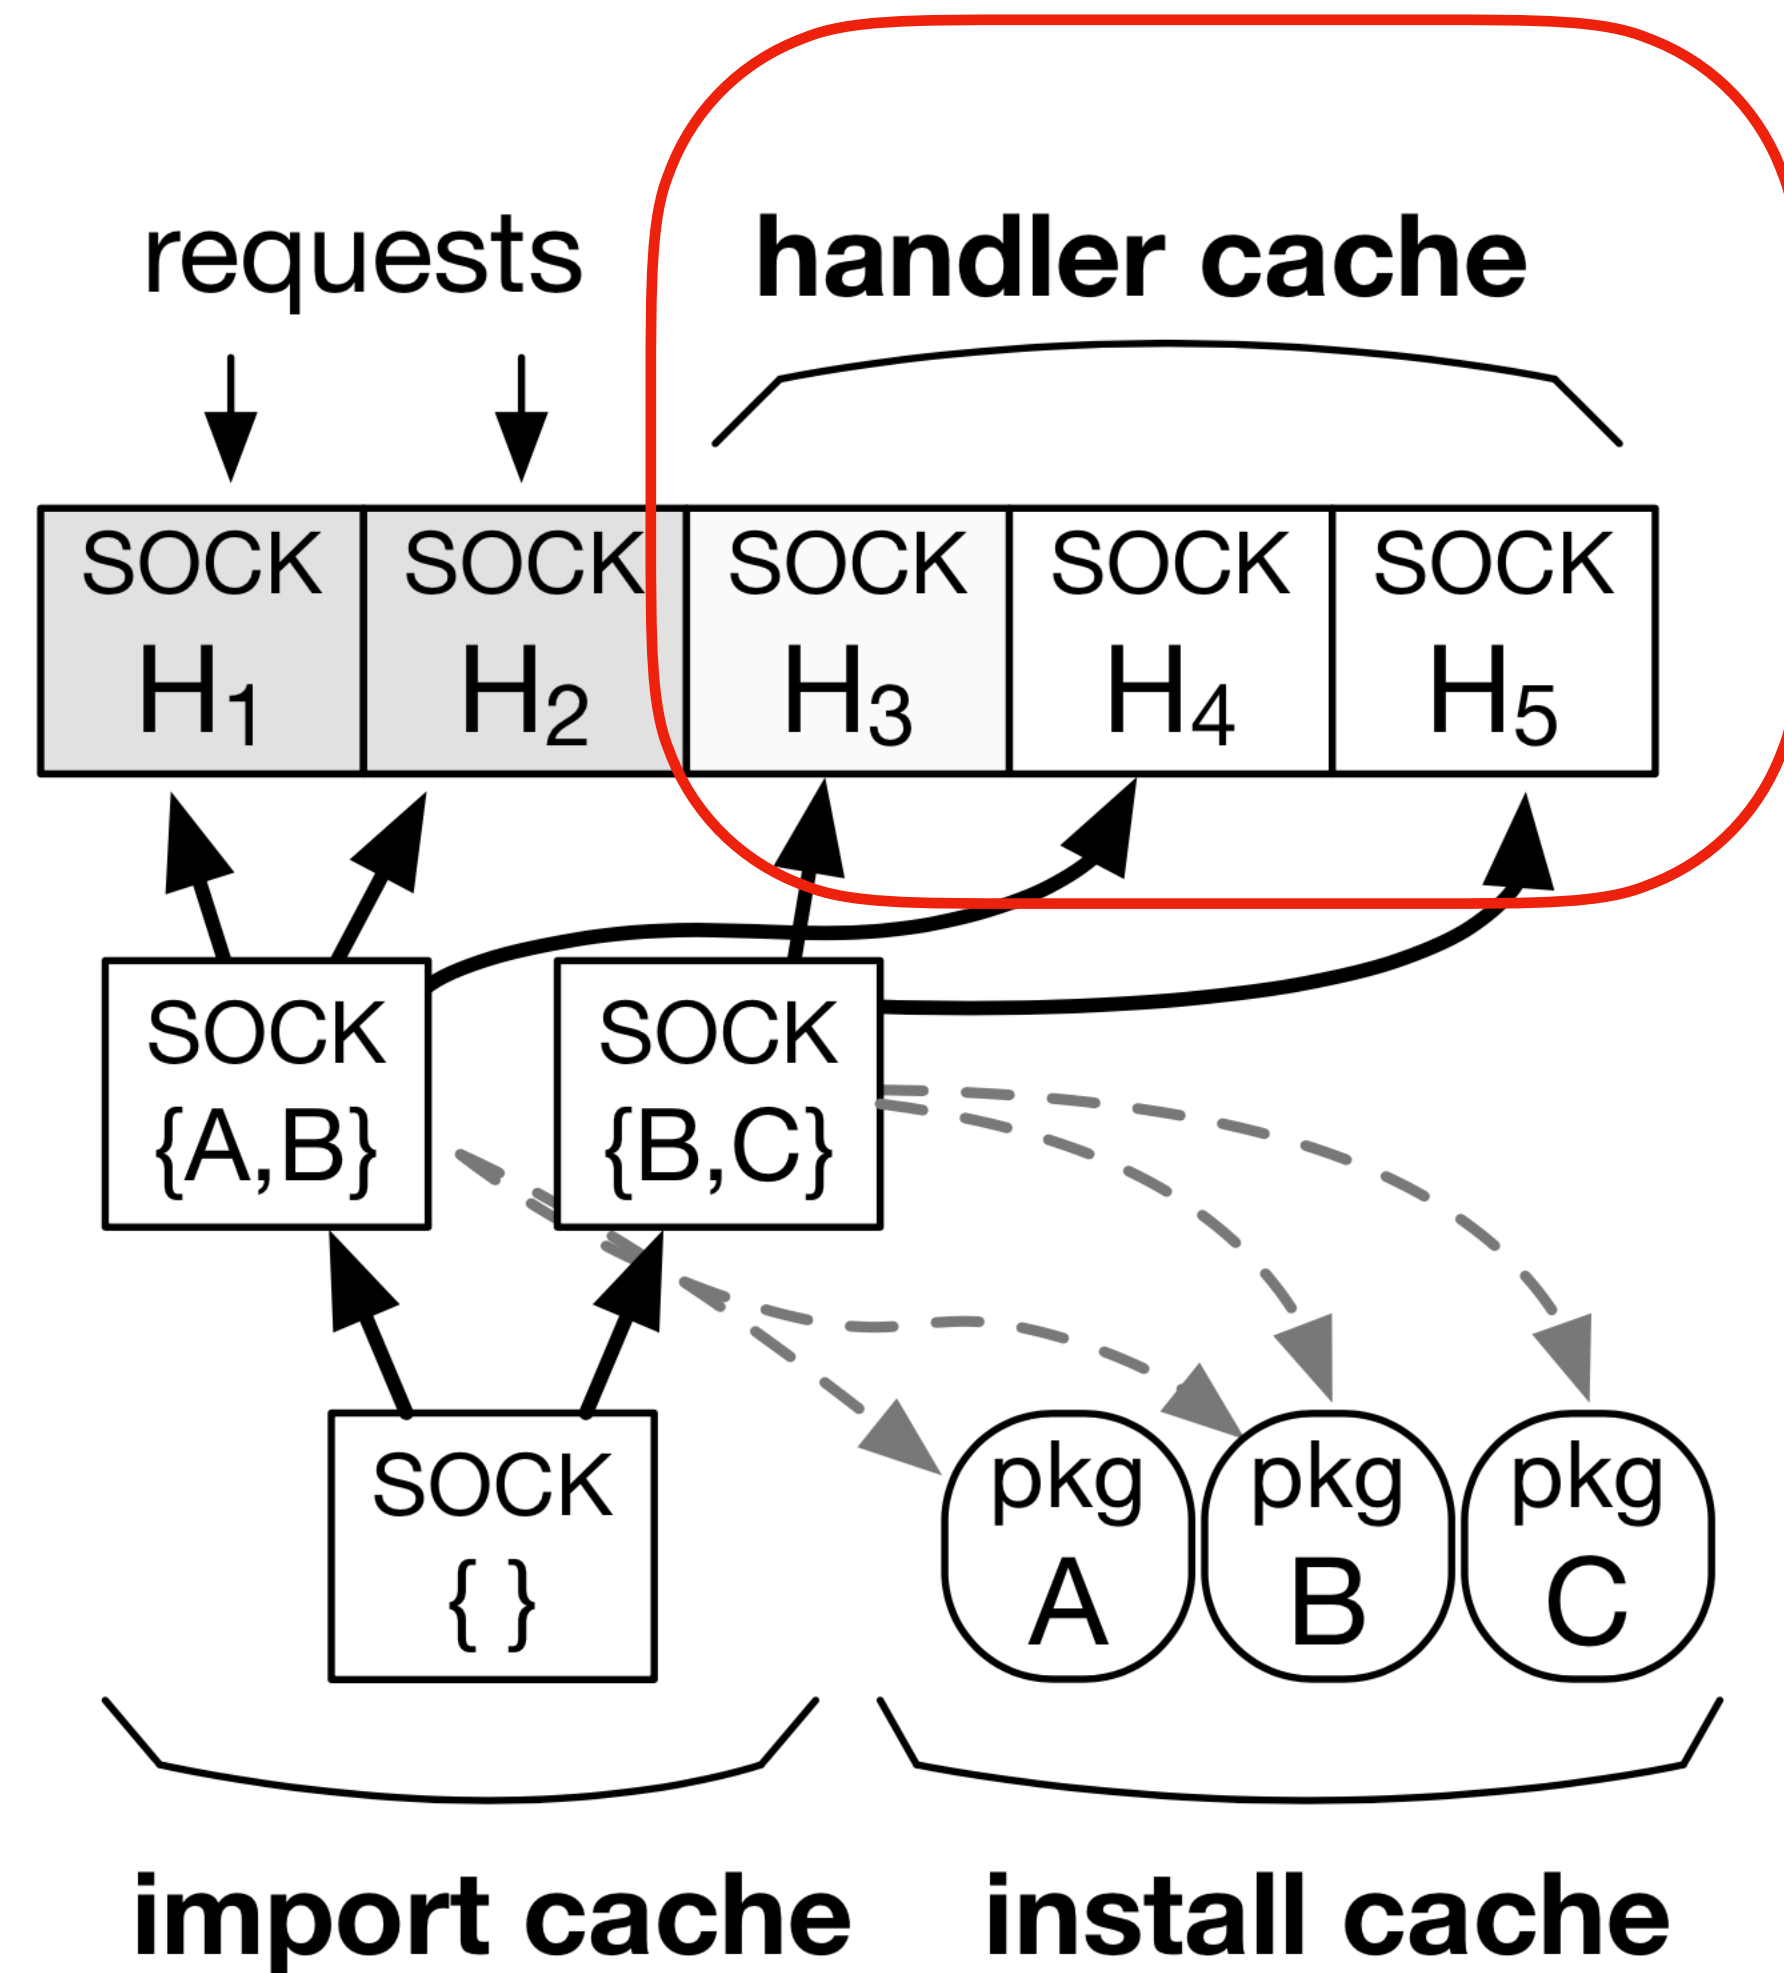 requests
handler cache
SOCK SOCK SOCK SOCK SOCK
H1 H2 H3 H4 H5
SOCK SOCK
{A,B} {B,C}
SOCK
{ }
pkg pkg pkg
A B C
import cache install cache